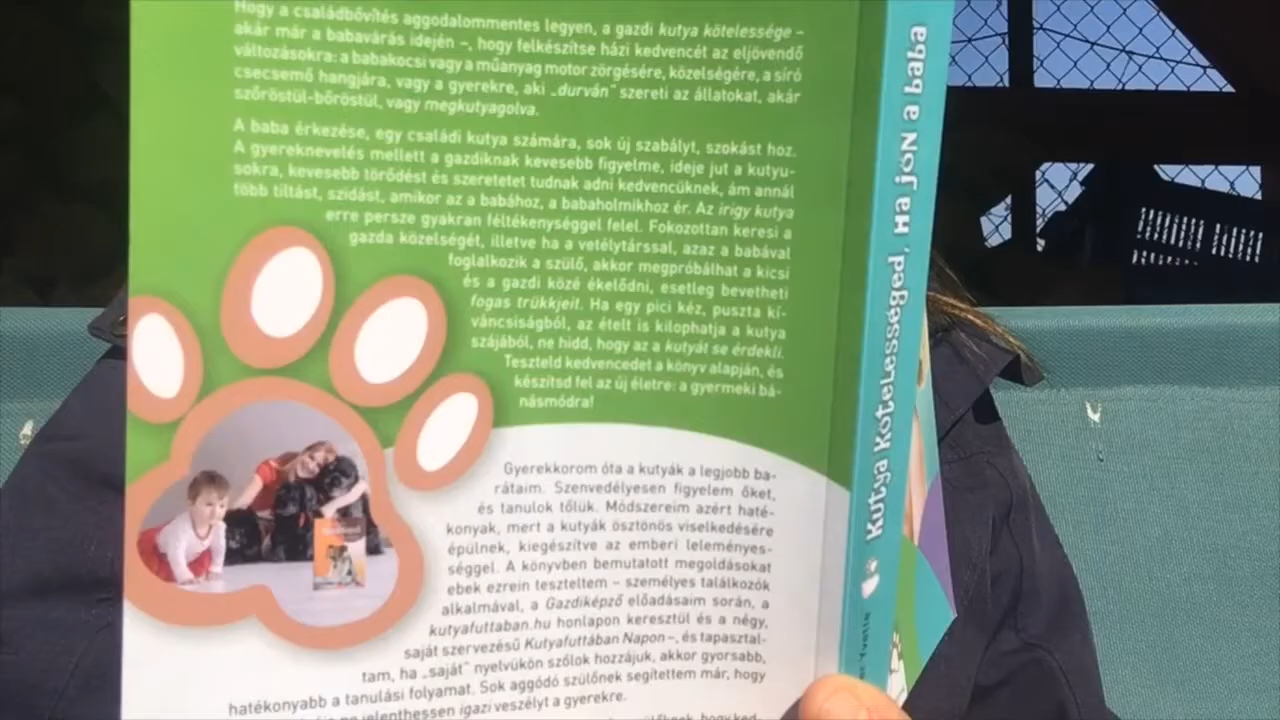 Hogy a családbővítés aggodalommentes legyen, a gazdi kutya kötelessége –
akár már a babavárás idején –, hogy felkészítse házi kedvencét az eljövendő
változásokra: a babakocsi vagy a műanyag motor zörgésére, közelségére, a síró
csecsemő hangjára, vagy a gyerekre, aki „durván" szereti az állatokat, akár
szőröstül-bőröstül, vagy megkutyagolva.
A baba érkezése, egy családi kutya számára, sok új szabályt, szokást hoz.
A gyereknevelés mellett a gazdiknak kevesebb figyelme, ideje jut a kutyu-
sokra, kevesebb törődést és szeretetet tudnak adni kedvencüknek, ám annál
több tiltást, szidást, amikor az a babához, a babaholmikhoz ér. Az irigy kutya
erre persze gyakran féltékenységgel felel. Fokozottan keresi a
gazda közelségét, illetve ha a vetélytárssal, azaz a babával
foglalkozik a szülő, akkor megpróbálhat a kicsi
és a gazdi közé ékelődni, esetleg bevetheti
fogas trükkjeit. Ha egy pici kéz, puszta kí-
váncsiságból, az ételt is kilophatja a kutya
szájából, ne hidd, hogy az a kutyát se érdekli.
Teszteld kedvencedet a könyv alapján, és
készítsd fel az új életre: a gyermeki bá-
násmódra!
Gyerekkorom óta a kutyák a legjobb ba-
rátaim. Szenvedélyesen figyelem őket,
és tanulok tőlük. Módszereim azért haté-
konyak, mert a kutyák ösztönös viselkedésére
épülnek, kiegészítve az emberi leleményes-
séggel. A könyvben bemutatott megoldásokat
ebek ezrein teszteltem – személyes találkozók
alkalmával, a Gazdiképző előadásaim során, a
kutyafuttaban.hu honlapon keresztül és a négy,
saját szervezésű Kutyafuttában Napon –, és tapasztal-
tam, ha „saját" nyelvükön szólok hozzájuk, akkor gyorsabb,
hatékonyabb a tanulási folyamat. Sok aggódó szülőnek segítettem már, hogy
ne jelenthessen igazi veszélyt a gyerekre.
hogy ked-
Kutya kötelességed, Ha jön a baba
Yvette